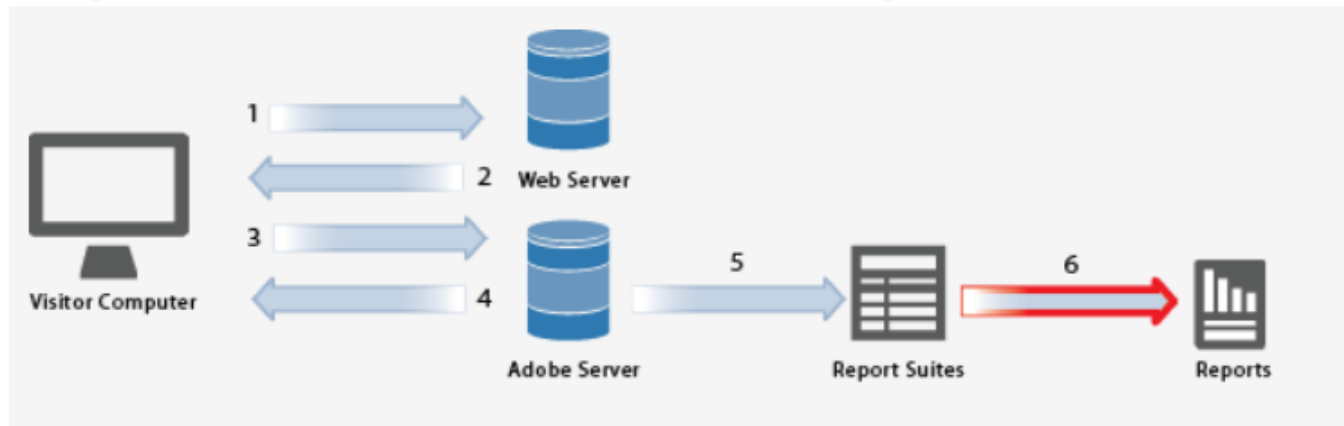 1
2
Web Server
3
Visitor Computer
4
5
6
Adobe Server
Report Suites
Reports